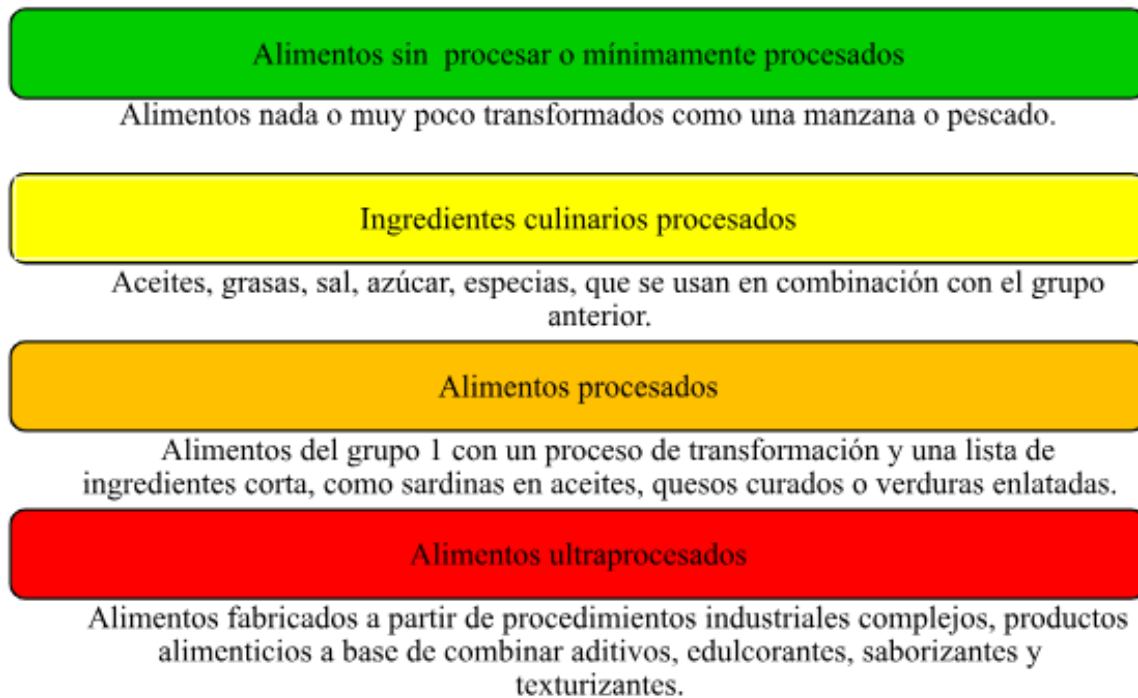 Alimentos sin procesar o mínimamente procesados
Alimentos nada o muy poco transformados como una manzana o pescado.
Ingredientes culinarios procesados
Aceites, grasas, sal, azúcar, especias, que se usan en combinación con el grupo
anterior.
Alimentos procesados
Alimentos del grupo 1 con un proceso de transformación y una lista de
ingredientes corta, como sardinas en aceites, quesos curados o verduras enlatadas.
Alimentos ultraprocesados
Alimentos fabricados a partir de procedimientos industriales complejos, productos
alimenticios a base de combinar aditivos, edulcorantes, saborizantes y
texturizantes.